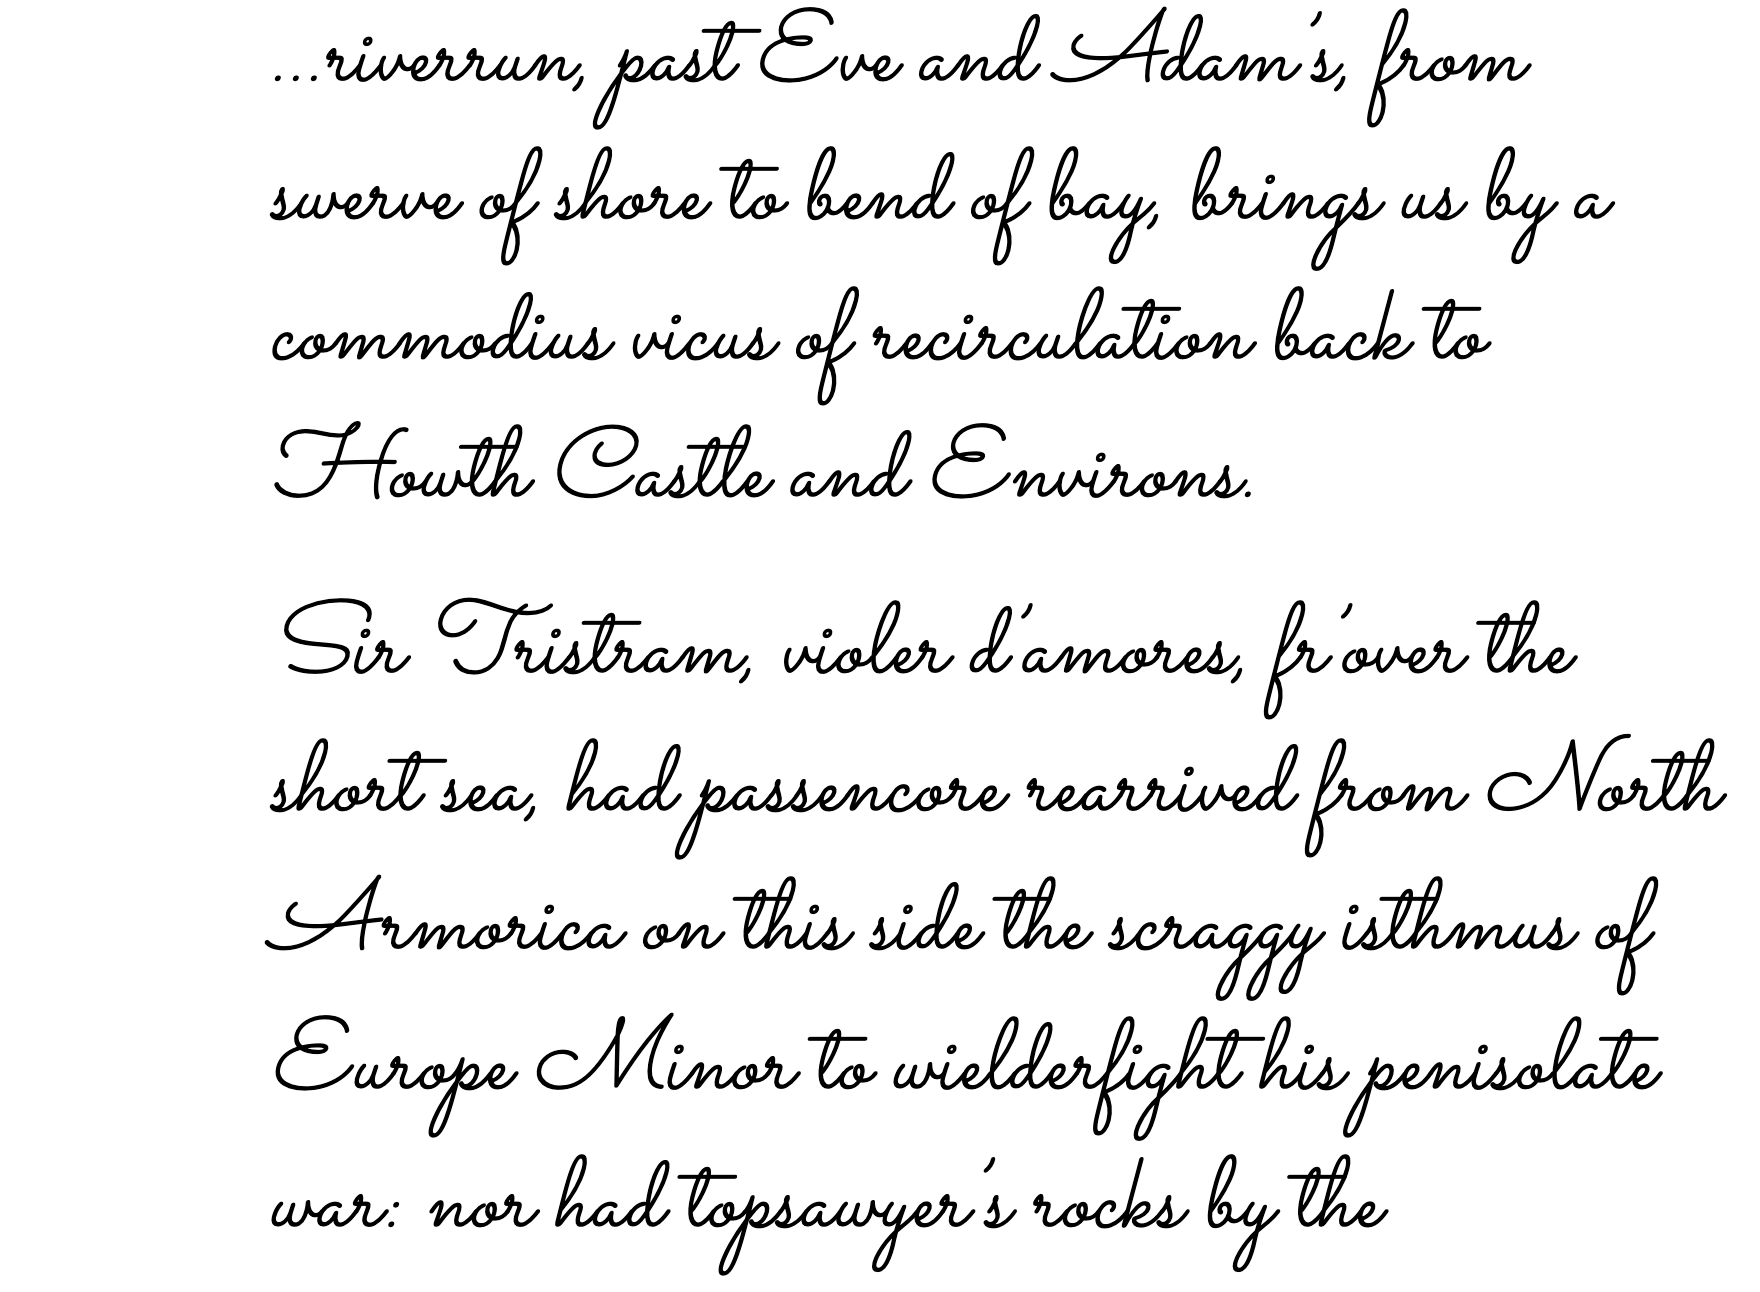 ...riverrun, past Eve and Adam's, from
swerve of shore to bend of bay, brings us by a
commodius vicus of recirculation back to
Howth Castle and Environs.
Sir Tristram, violer d'amores, fr'over the
short sea, had passencore rearrived from North
Armorica on this side the scraggy isthmus of
Europe Minor to wielderfight his penisolate
war: nor had topsawyer's rocks by the